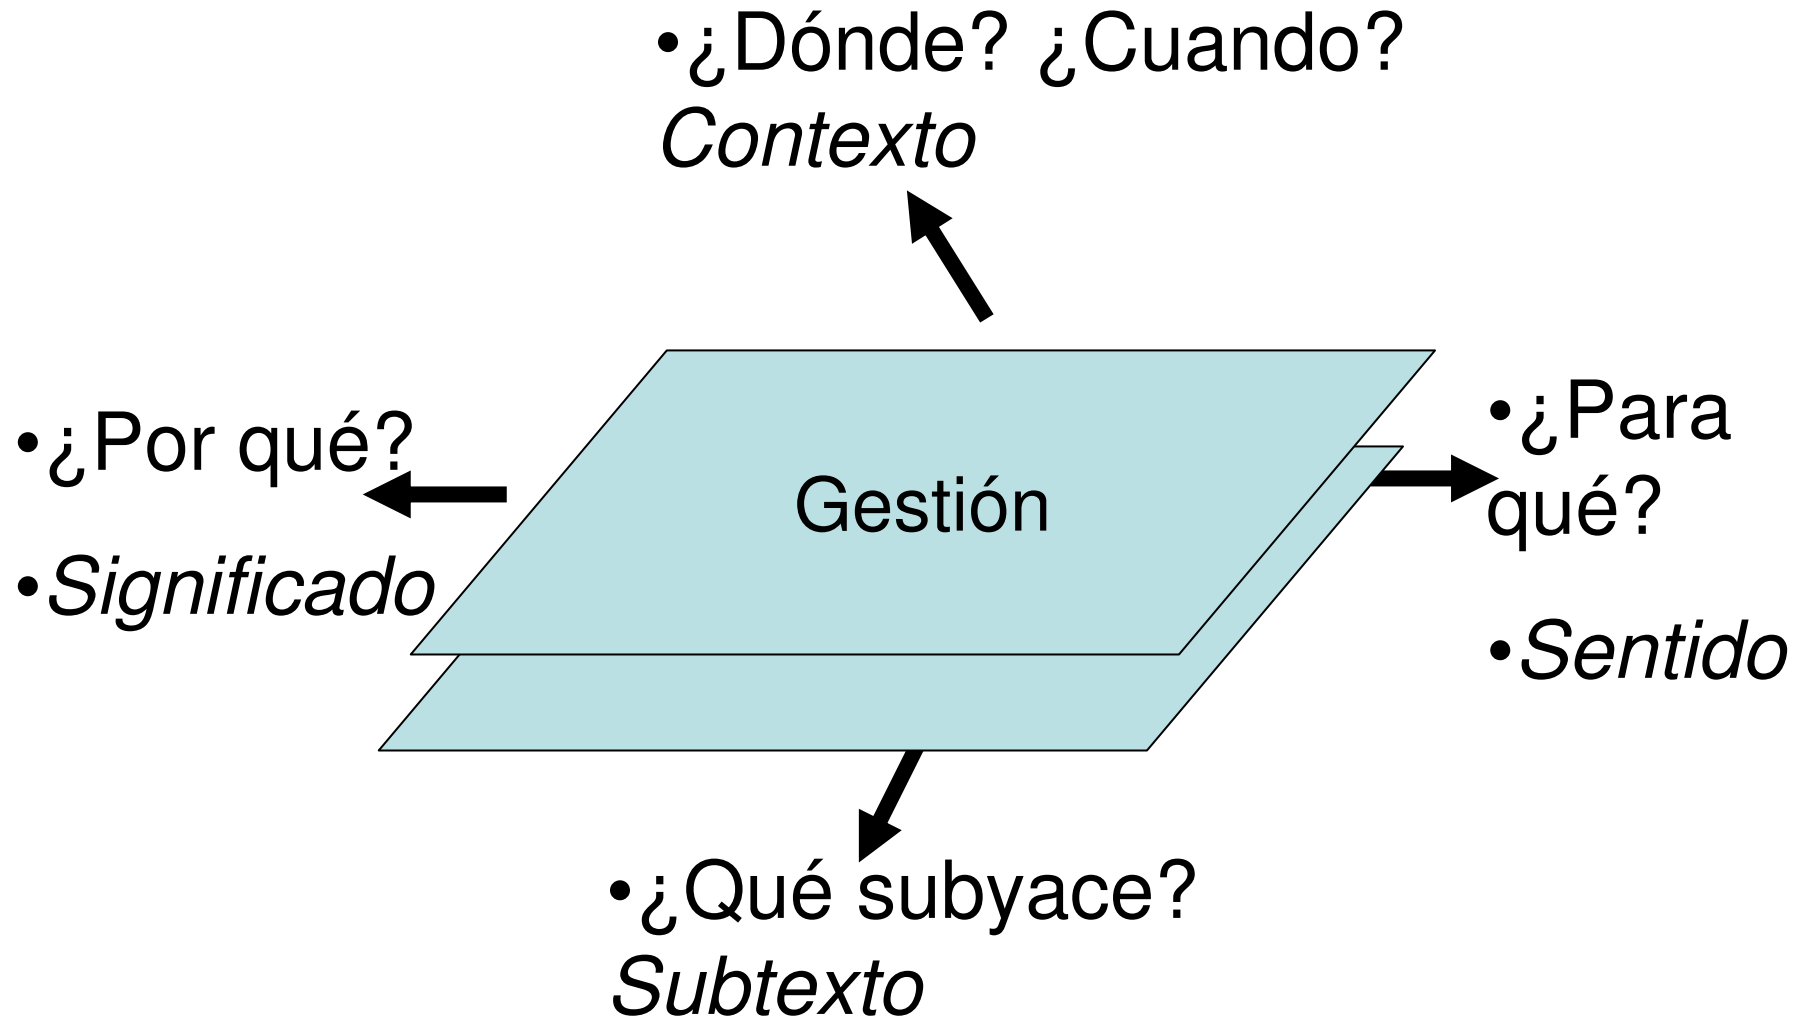 •¿Dónde? ¿Cuando?
Contexto
•¿Por qué?
•Significado
Gestión
•¿Para
qué?
•Sentido
•¿Qué subyace?
Subtexto